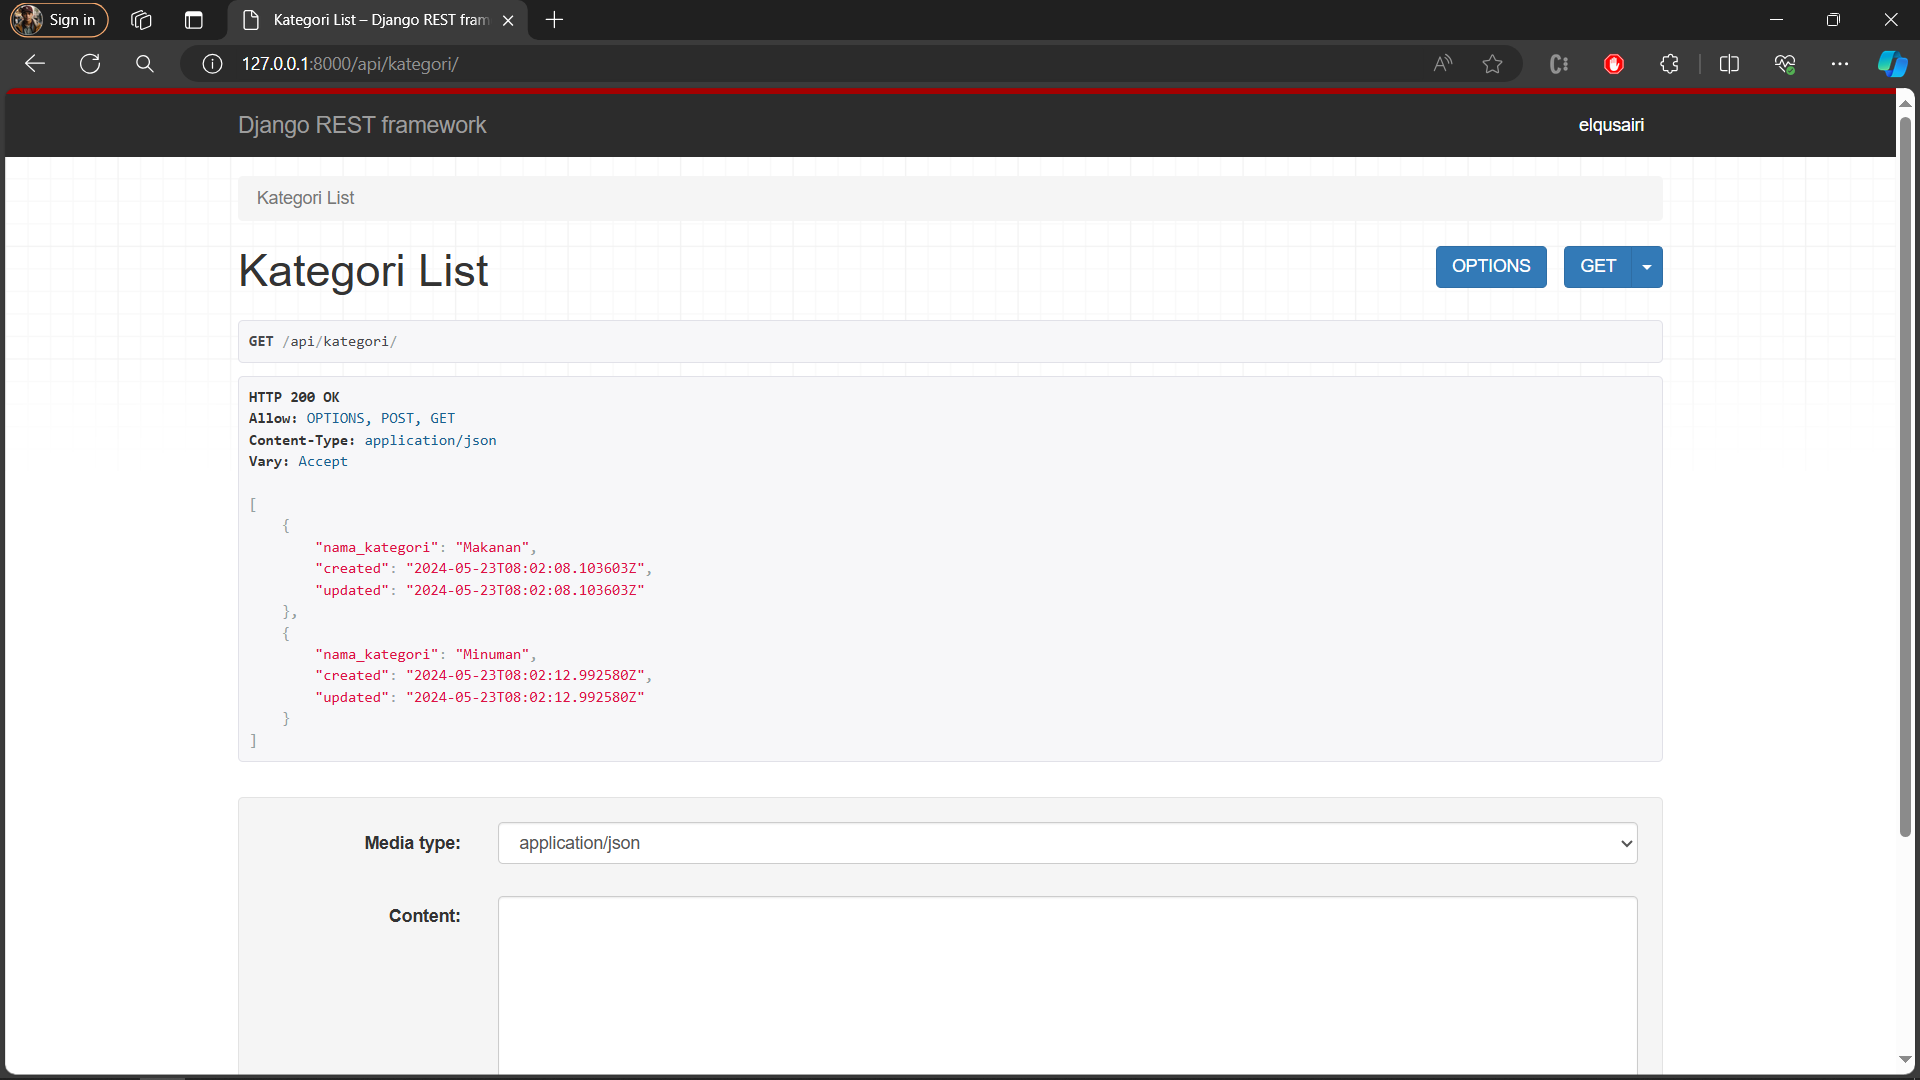 Sign in
Kategori List – Django REST fram
127.0.0.1:8000/api/kategori/
Django REST framework
elqusairi
Kategori List
Kategori List
OPTIONS
GET
GET /api/kategori/
HTTP 200 OK
Allow: OPTIONS, POST, GET
Content-Type: application/json
Vary: Accept
[
{
"nama_kategori": "Makanan",
"created": "2024-05-23T08:02:08.103603Z",
"updated": "2024-05-23T08:02:08.103603Z"
},
{
"nama_kategori": "Minuman",
"created": "2024-05-23T08:02:12.992580Z",
"updated": "2024-05-23T08:02:12.992580Z"
}
]
Media type:
application/json
Content: